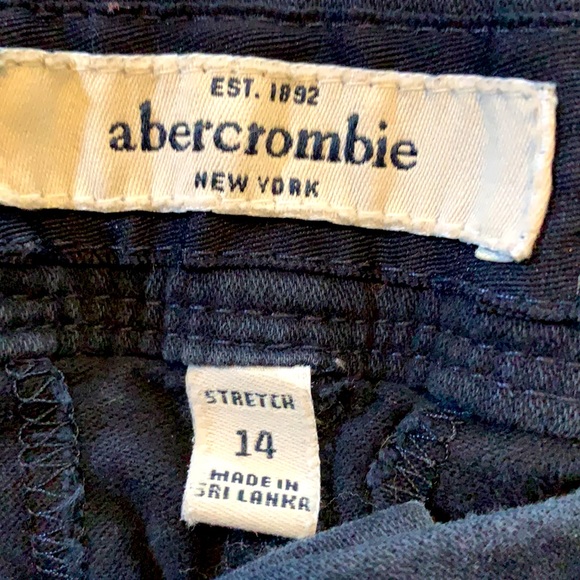 EST. 1892
abercrombie
NEW YORK
STRETCH
14
MADE IN
SRI LANKA